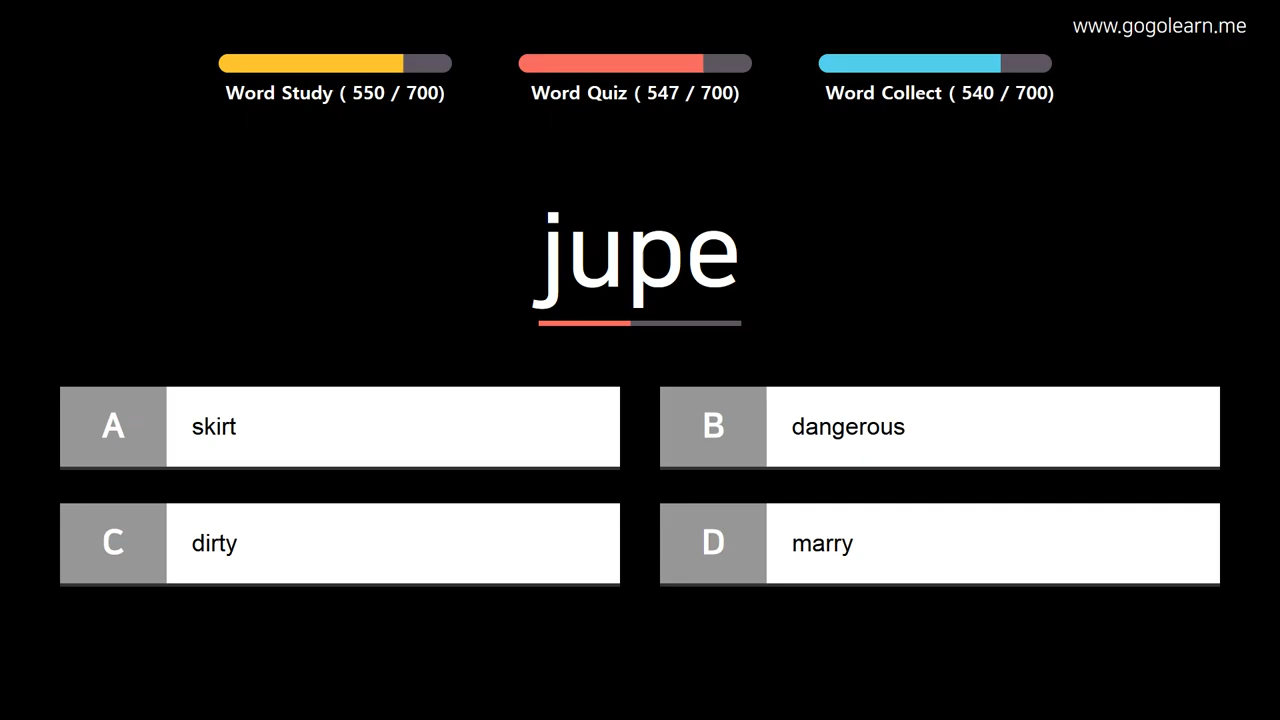 www.gogolearn.me
Word Study ( 550 / 700)
Word Quiz ( 547 / 700)
Word Collect ( 540 / 700)
jupe
A skirt
B dangerous
C dirty
D marry